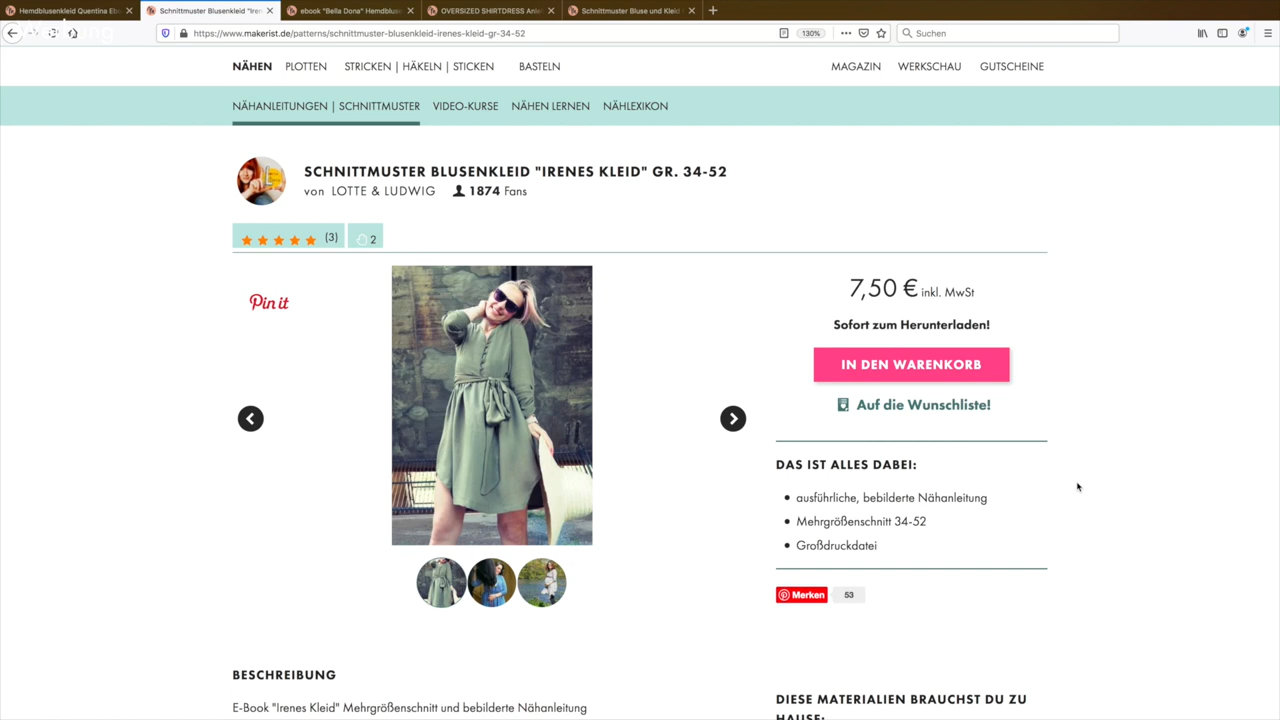 Hemdblusenkleid Quentina Ebo
Schnittmuster Blusenkleid "Iren
ebook "Bella Dona" Hemdbluse
OVERSIZED SHIRTDRESS Anlei
Schnittmuster Bluse und Kleid
https://www.makerist.de/patterns/schnittmuster-blusenkleid-irenes-kleid-gr-34-52
130%
Suchen
NÄHEN PLOTTEN STRICKEN | HÄKELN | STICKEN BASTELN MAGAZIN WERKSCHAU GUTSCHEINE
NÄHANLEITUNGEN | SCHNITTMUSTER VIDEO-KURSE NÄHEN LERNEN NÄHLEXIKON
SCHNITTMUSTER BLUSENKLEID "IRENES KLEID" GR. 34-52
von LOTTE & LUDWIG 1874 Fans
(3) 2
Pin it
7,50 € inkl. MwSt
Sofort zum Herunterladen!
IN DEN WARENKORB
Auf die Wunschliste!
DAS IST ALLES DABEI:
• ausführliche, bebilderte Nähanleitung
• Mehrgrößenschnitt 34-52
• Großdruckdatei
Merken 53
BESCHREIBUNG
E-Book "Irenes Kleid" Mehrgrößenschnitt und bebilderte Nähanleitung
DIESE MATERIALIEN BRAUCHST DU ZU
HAUSE: